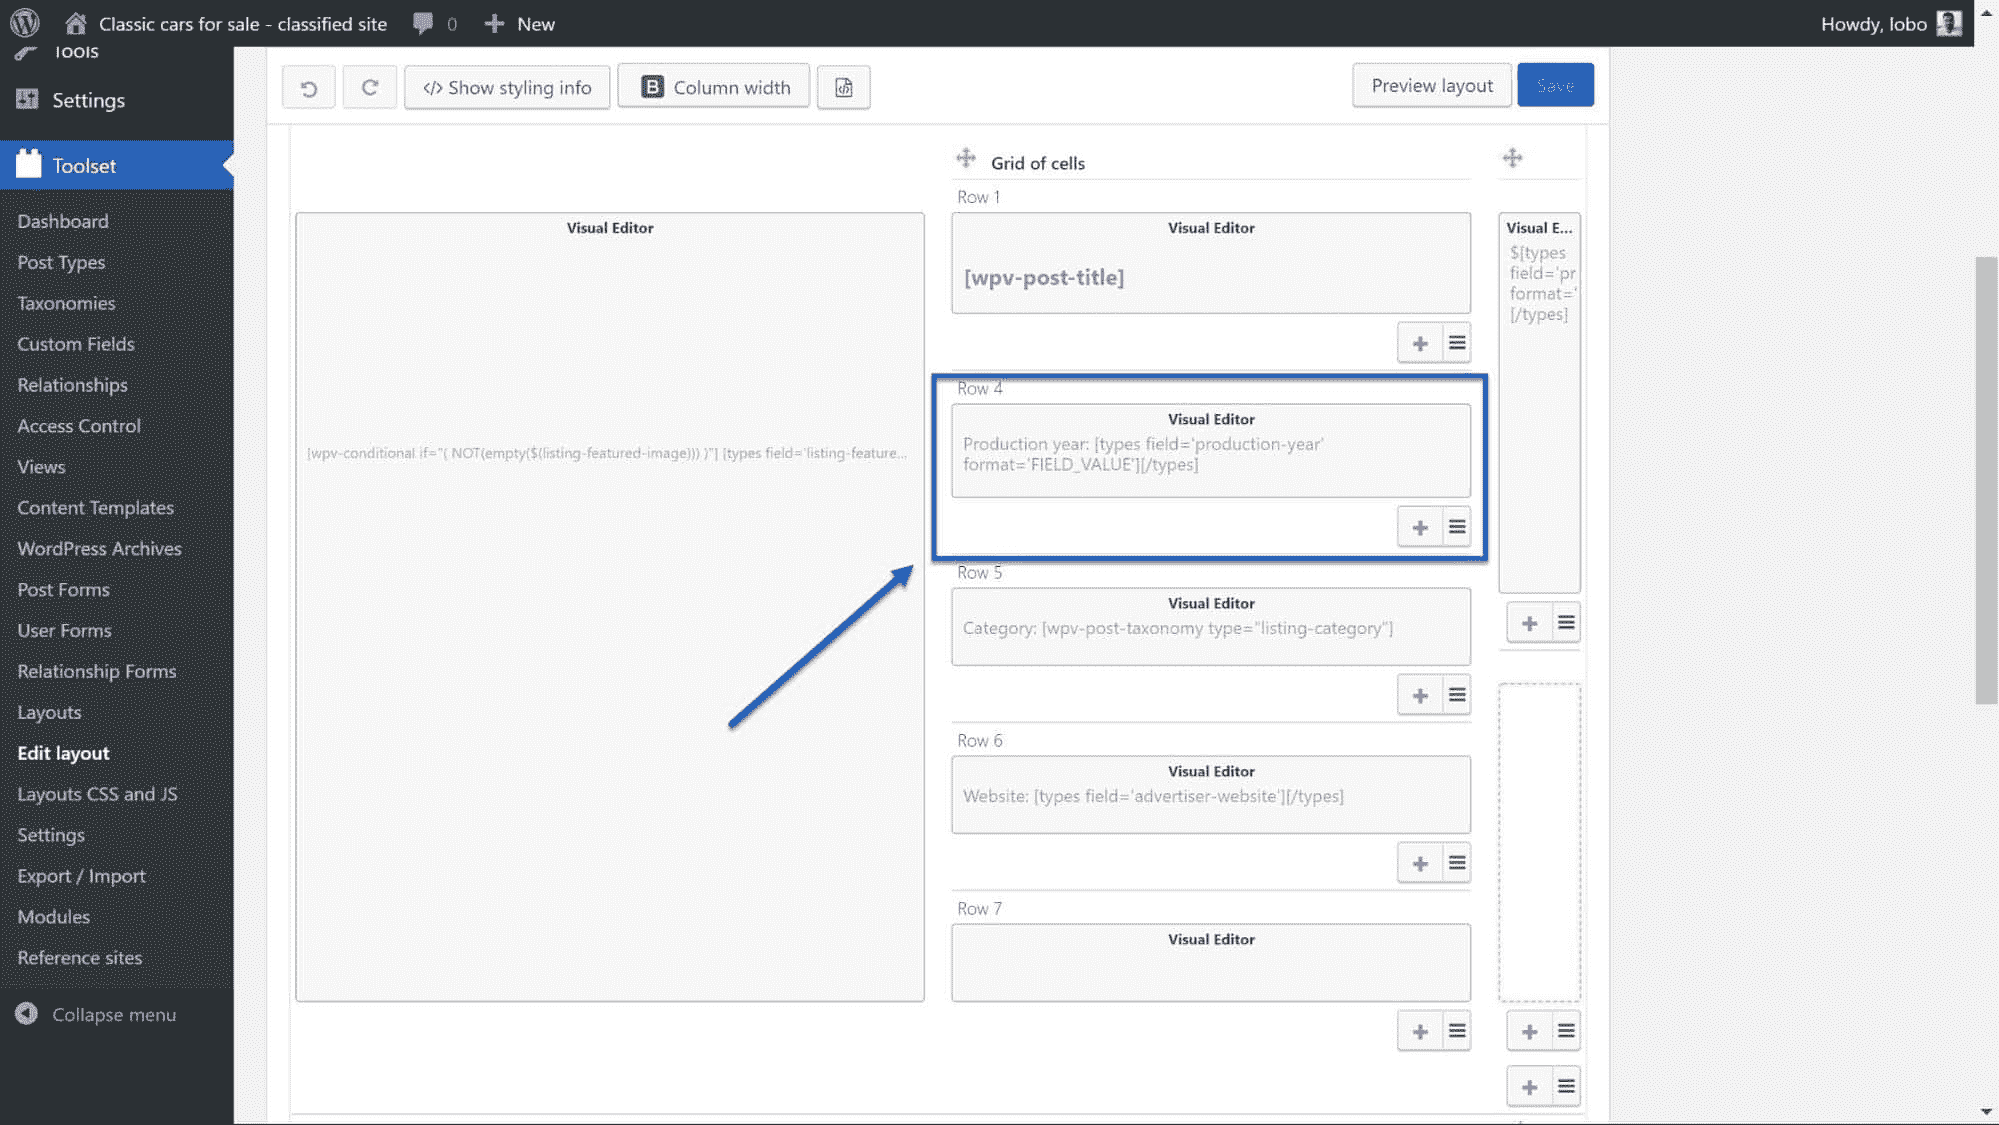 Classic cars for sale - classified site
0
New
Howdy, lobo
Tools
Settings
Toolset
Dashboard
Post Types
Taxonomies
Custom Fields
Relationships
Access Control
Views
Content Templates
WordPress Archives
Post Forms
User Forms
Relationship Forms
Layouts
Edit layout
Layouts CSS and JS
Settings
Export / Import
Modules
Reference sites
Collapse menu
</> Show styling info
B Column width
Preview layout
Save
Visual Editor
[wpv-conditional if="( NOT(empty($(listing-featured-image))) )"] [types field='listing-feature...
Grid of cells
Row 1
Visual Editor
[wpv-post-title]
Row 4
Visual Editor
Production year: [types field='production-year'
format='FIELD_VALUE'][/types]
Row 5
Visual Editor
Category: [wpv-post-taxonomy type="listing-category"]
Row 6
Visual Editor
Website: [types field='advertiser-website'][/types]
Row 7
Visual Editor
Visual E...
$[types
field='pr
format='
[/types]